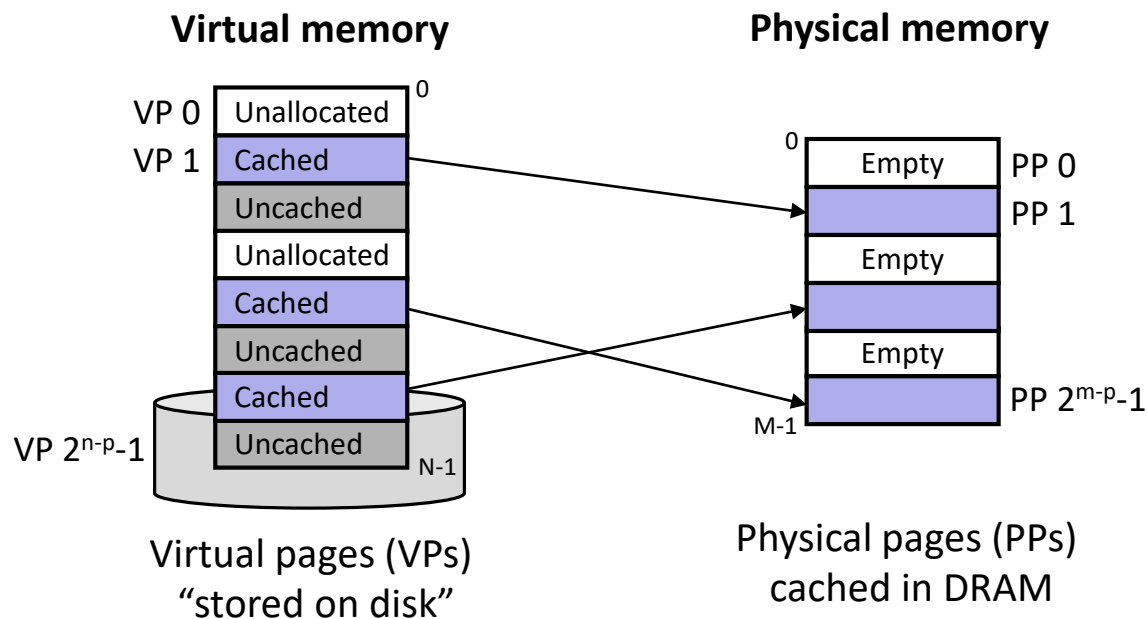 Virtual memory
Physical memory
0
VP 0
Unallocated
VP 1
Cached
Uncached
Unallocated
Cached
Uncached
Cached
Uncached
VP 2ⁿ⁻ᵖ-1
N-1
0
Empty
PP 0
PP 1
Empty
Empty
PP 2ᵐ⁻ᵖ-1
M-1
Virtual pages (VPs)
“stored on disk”
Physical pages (PPs)
cached in DRAM